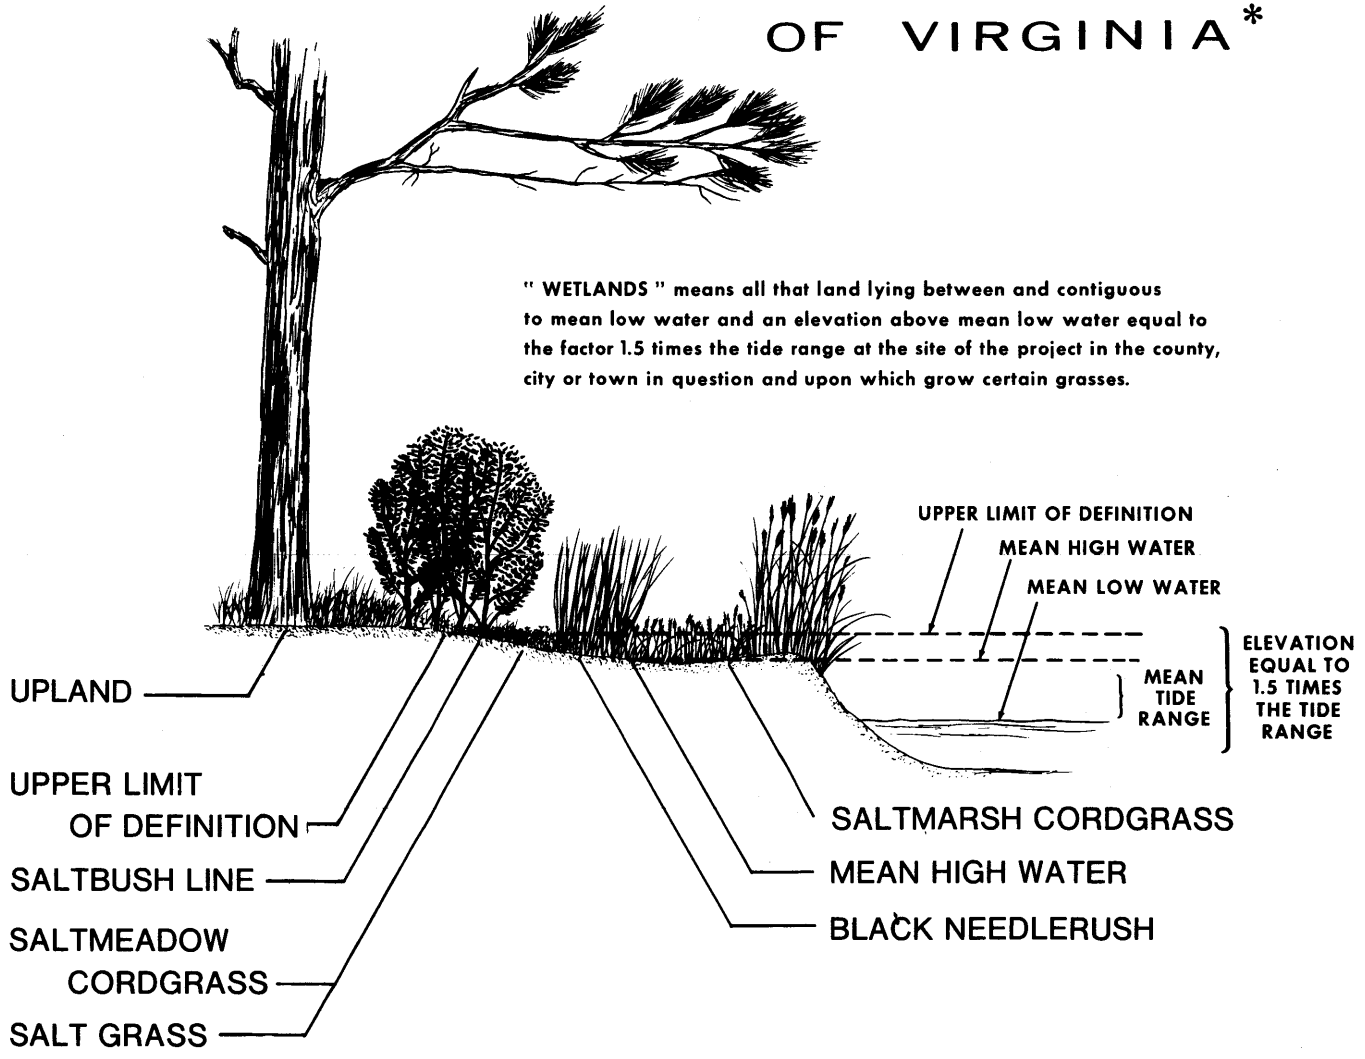 OF VIRGINIA*
" WETLANDS " means all that land lying between and contiguous
to mean low water and an elevation above mean low water equal to
the factor 1.5 times the tide range at the site of the project in the county,
city or town in question and upon which grow certain grasses.
UPPER LIMIT OF DEFINITION
MEAN HIGH WATER
MEAN LOW WATER
ELEVATION
EQUAL TO
1.5 TIMES
THE TIDE
RANGE
MEAN
TIDE
RANGE
UPLAND
UPPER LIMIT
OF DEFINITION
SALTBUSH LINE
SALTMEADOW
CORDGRASS
SALT GRASS
SALTMARSH CORDGRASS
MEAN HIGH WATER
BLACK NEEDLERUSH